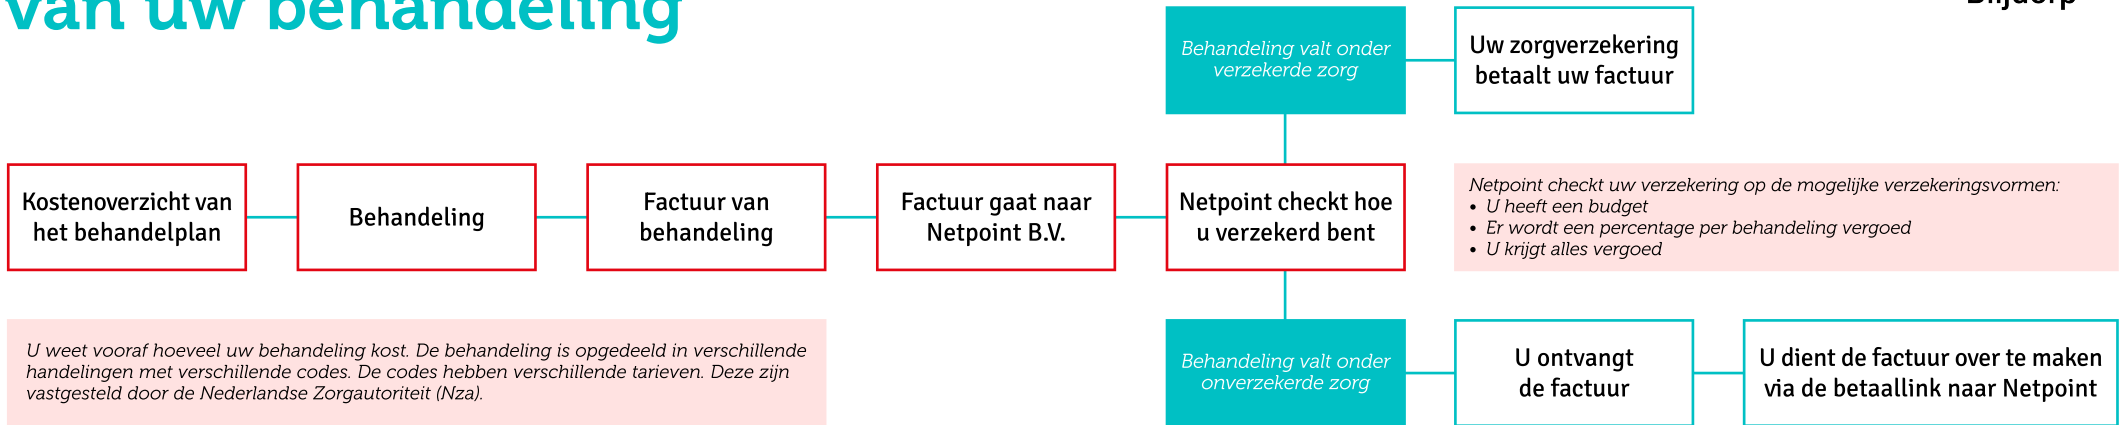 van uw behandeling
Blijdorp
Behandeling valt onder
verzekerde zorg
Uw zorgverzekering
betaalt uw factuur
Kostenoverzicht van
het behandelplan
Behandeling
Factuur van
behandeling
Factuur gaat naar
Netpoint B.V.
Netpoint checkt hoe
u verzekerd bent
Netpoint checkt uw verzekering op de mogelijke verzekeringsvormen:
• U heeft een budget
• Er wordt een percentage per behandeling vergoed
• U krijgt alles vergoed
U weet vooraf hoeveel uw behandeling kost. De behandeling is opgedeeld in verschillende
handelingen met verschillende codes. De codes hebben verschillende tarieven. Deze zijn
vastgesteld door de Nederlandse Zorgautoriteit (Nza).
Behandeling valt onder
onverzekerde zorg
U ontvangt
de factuur
U dient de factuur over te maken
via de betaallink naar Netpoint